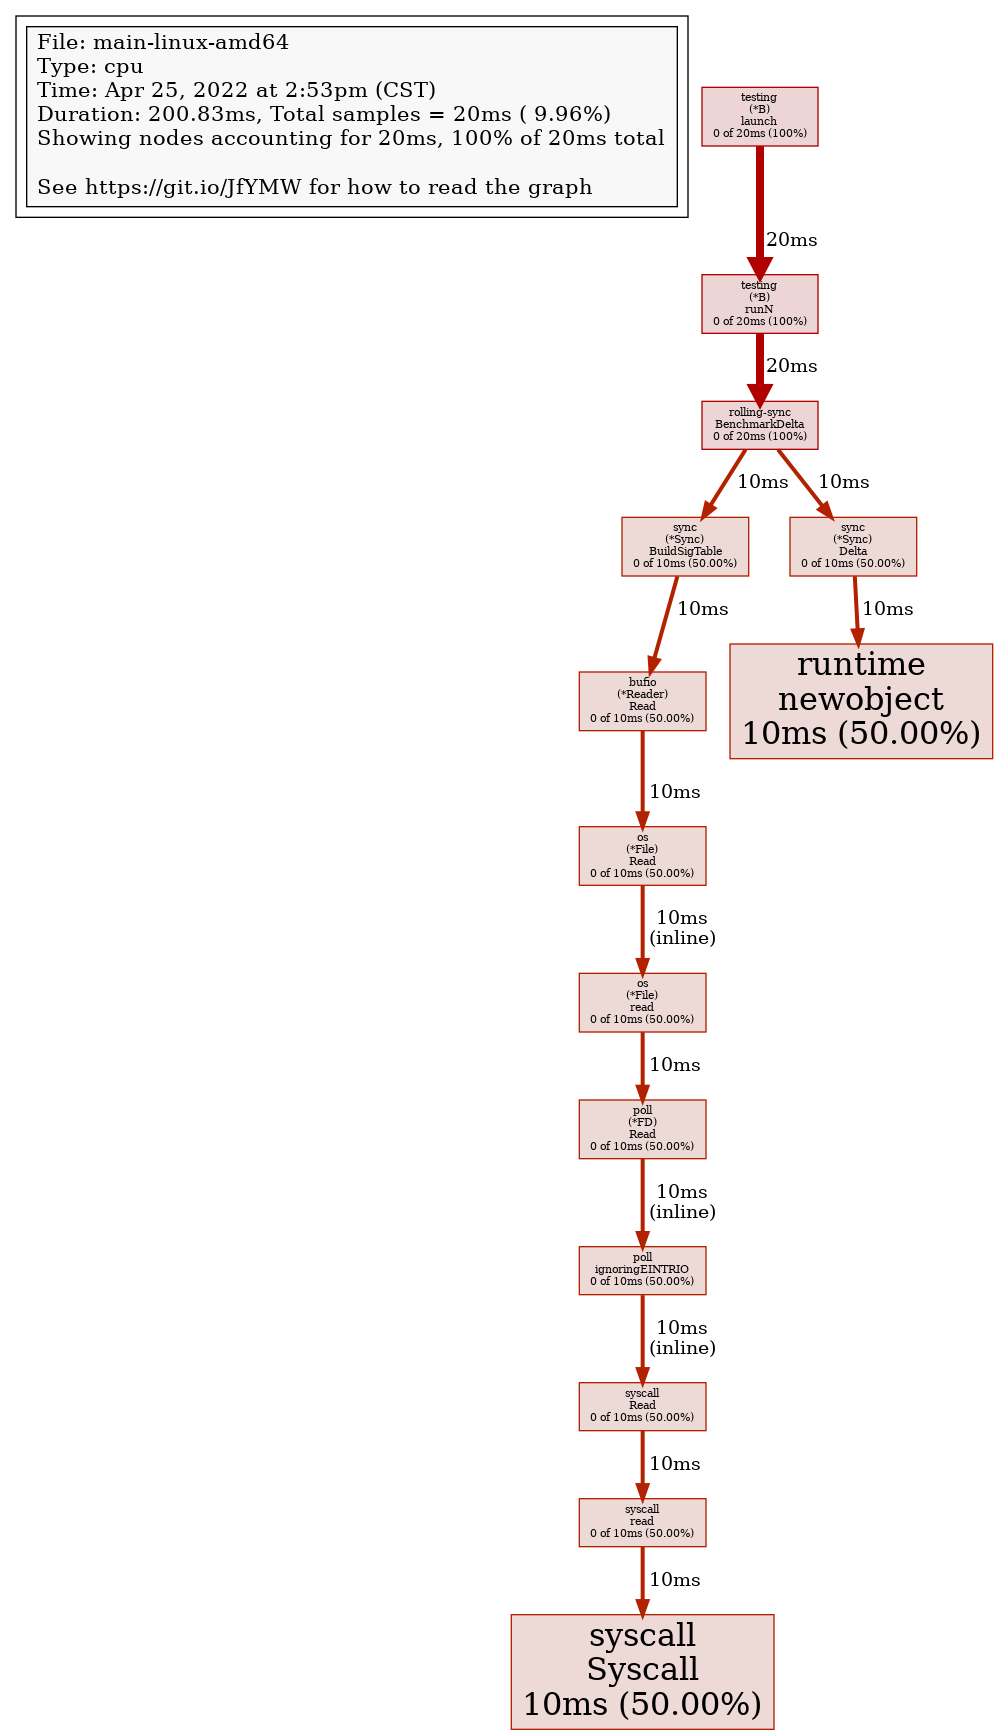 File: main-linux-amd64
Type: cpu
Time: Apr 25, 2022 at 2:53pm (CST)
Duration: 200.83ms, Total samples = 20ms ( 9.96%)
Showing nodes accounting for 20ms, 100% of 20ms total
See https://git.io/JfYMW for how to read the graph
testing
(*B)
launch
0 of 20ms (100%)
20ms
testing
(*B)
runN
0 of 20ms (100%)
20ms
rolling-sync
BenchmarkDelta
0 of 20ms (100%)
10ms
10ms
sync
(*Sync)
BuildSigTable
0 of 10ms (50.00%)
sync
(*Sync)
Delta
0 of 10ms (50.00%)
10ms
10ms
bufio
(*Reader)
Read
0 of 10ms (50.00%)
runtime
newobject
10ms (50.00%)
10ms
os
(*File)
Read
0 of 10ms (50.00%)
10ms
(inline)
os
(*File)
read
0 of 10ms (50.00%)
10ms
poll
(*FD)
Read
0 of 10ms (50.00%)
10ms
(inline)
poll
ignoringEINTRIO
0 of 10ms (50.00%)
10ms
(inline)
syscall
Read
0 of 10ms (50.00%)
10ms
syscall
read
0 of 10ms (50.00%)
10ms
syscall
Syscall
10ms (50.00%)